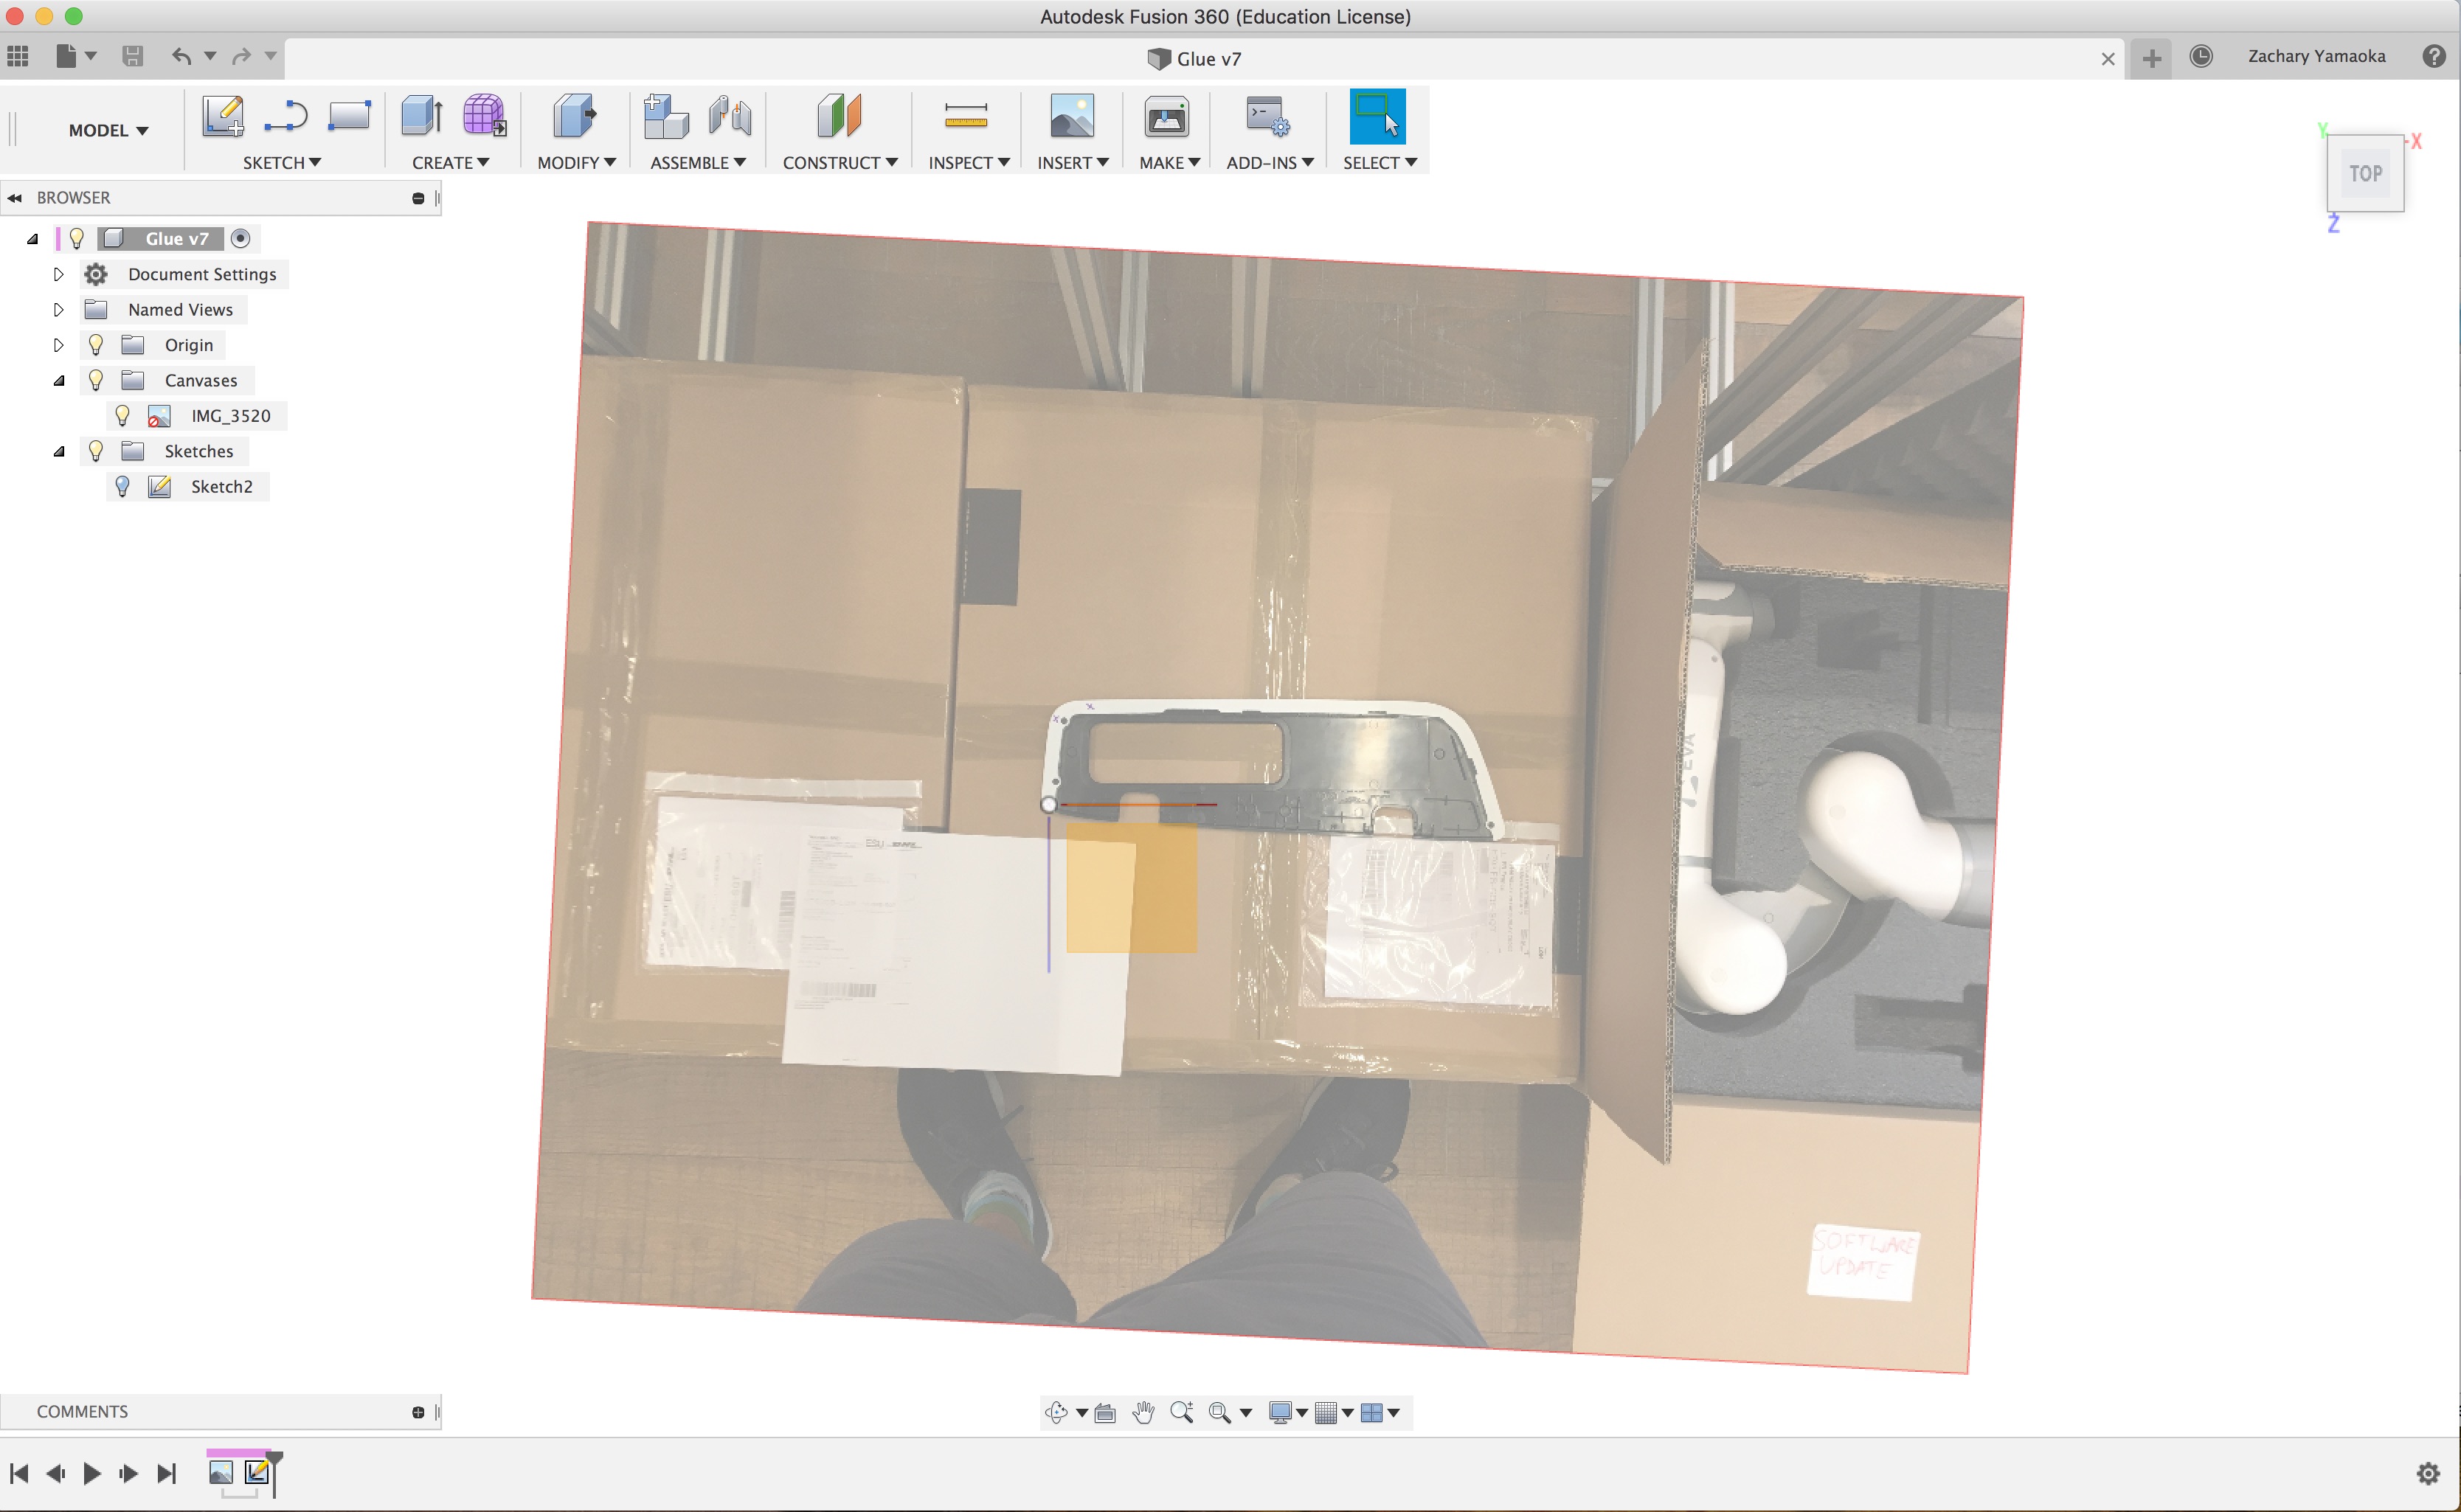 Autodesk Fusion 360 (Education License)
Glue v7
Zachary Yamaoka
MODEL
SKETCH
CREATE
MODIFY
ASSEMBLE
CONSTRUCT
INSPECT
INSERT
MAKE
ADD-INS
SELECT
Y
-X
TOP
Z
BROWSER
Glue v7
Document Settings
Named Views
Origin
Canvases
IMG_3520
Sketches
Sketch2
EVA
SOFTWARE
UPDATE
COMMENTS